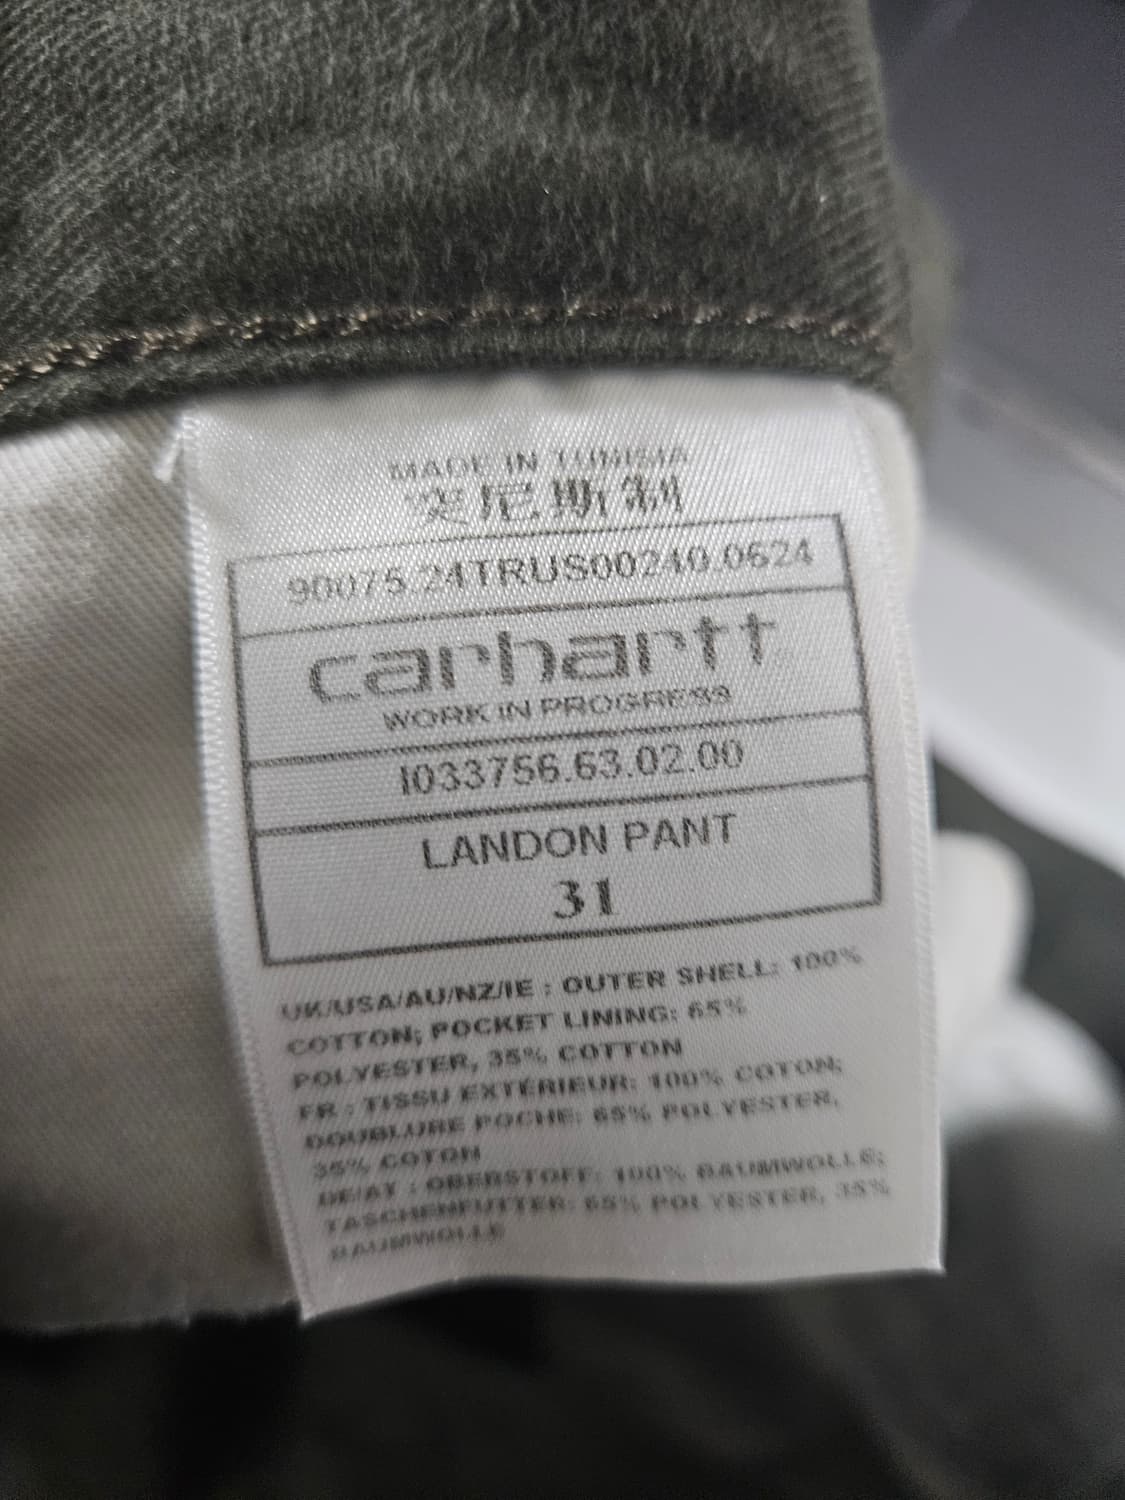 MADE IN TUNISIA
突尼斯制
90075.24TRUS00240.0624
carhartt
WORK IN PROGRESS
I033756.63.02.00
LANDON PANT
31
UK/USA/AU/NZ/IE : OUTER SHELL: 100%
COTTON; POCKET LINING: 65%
POLYESTER, 35% COTTON
FR : TISSU EXTÉRIEUR: 100% COTON;
DOUBLURE POCHE: 65% POLYESTER,
35% COTON
DE/AT : OBERSTOFF: 100% BAUMWOLLE;
TASCHENFUTTER: 65% POLYESTER, 35%
BAUMWOLLE